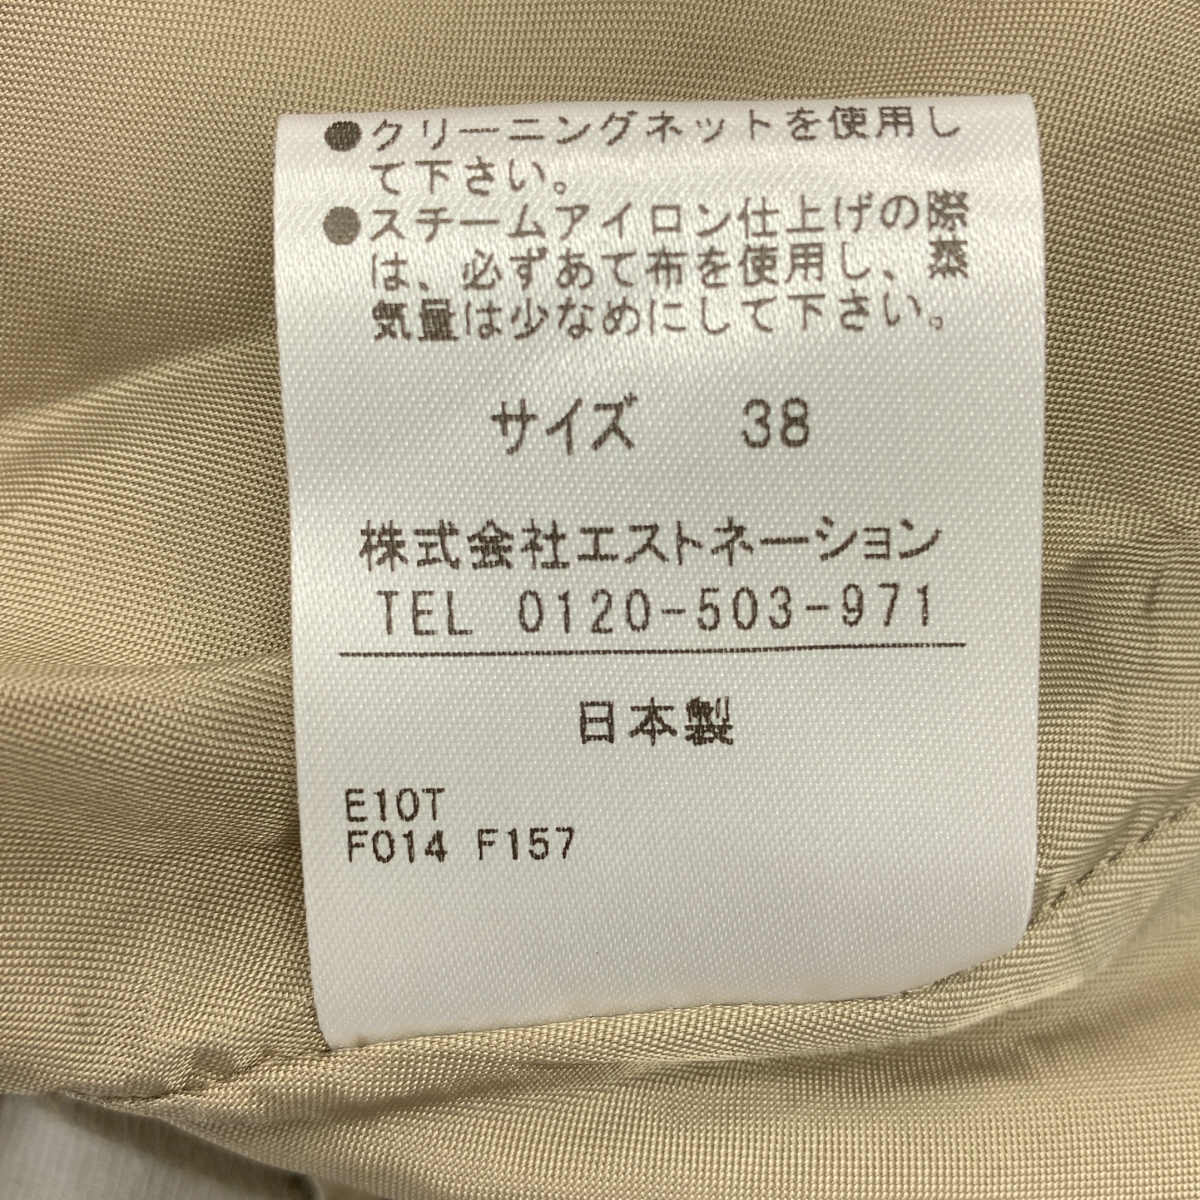 ●クリーニングネットを使用し
て下さい。
●スチームアイロン仕上げの際
は、必ずあて布を使用し、蒸
気量は少なめにして下さい。
サイズ 38
株式会社エストネーション
TEL 0120-503-971
日本製
E10T
F014 F157